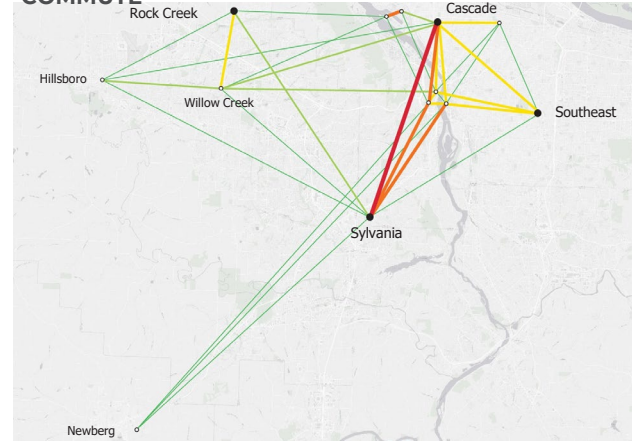 COMMUTE
Rock Creek
Cascade
Hillsboro
Willow Creek
Southeast
Sylvania
Newberg